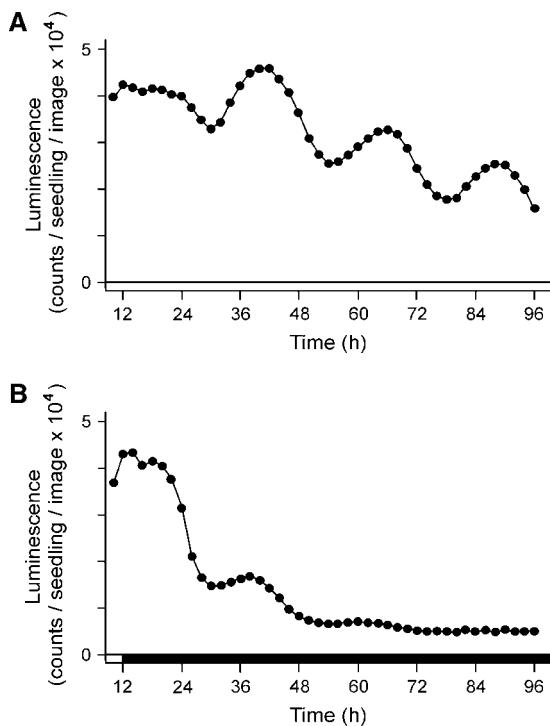 A
Luminescence
(counts / seedling / image x 10⁴)
5
0
12 24 36 48 60 72 84 96
Time (h)
B
Luminescence
(counts / seedling / image x 10⁴)
5
0
12 24 36 48 60 72 84 96
Time (h)